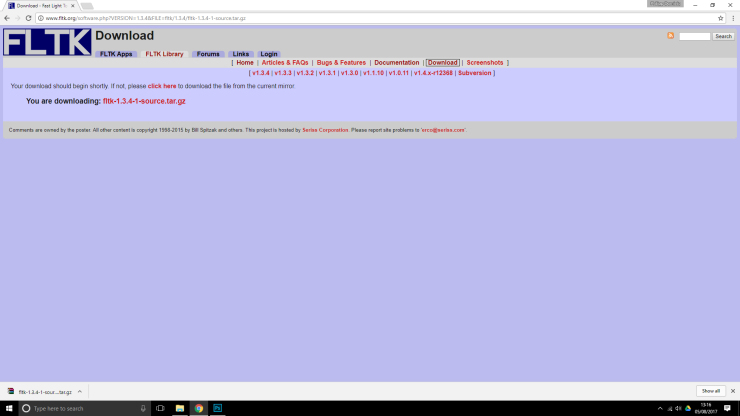 Download - Fast Light To
www.fltk.org/software.php?VERSION=1.3.4&FILE=fltk/1.3.4/fltk-1.3.4-1-source.tar.gz
FLTK
Download
Search
FLTK Apps FLTK Library Forums Links Login
[ Home | Articles & FAQs | Bugs & Features | Documentation | Download | Screenshots ]
[ v1.3.4 | v1.3.3 | v1.3.2 | v1.3.1 | v1.3.0 | v1.1.10 | v1.0.11 | v1.4.x-r12368 | Subversion ]
Your download should begin shortly. If not, please click here to download the file from the current mirror.
You are downloading: fltk-1.3.4-1-source.tar.gz
Comments are owned by the poster. All other content is copyright 1998-2015 by Bill Spitzak and others. This project is hosted by Seriss Corporation. Please report site problems to 'erco@seriss.com'.
fltk-1.3.4-1-sour....tar.gz
Show all
Type here to search
13:16
05/08/2017